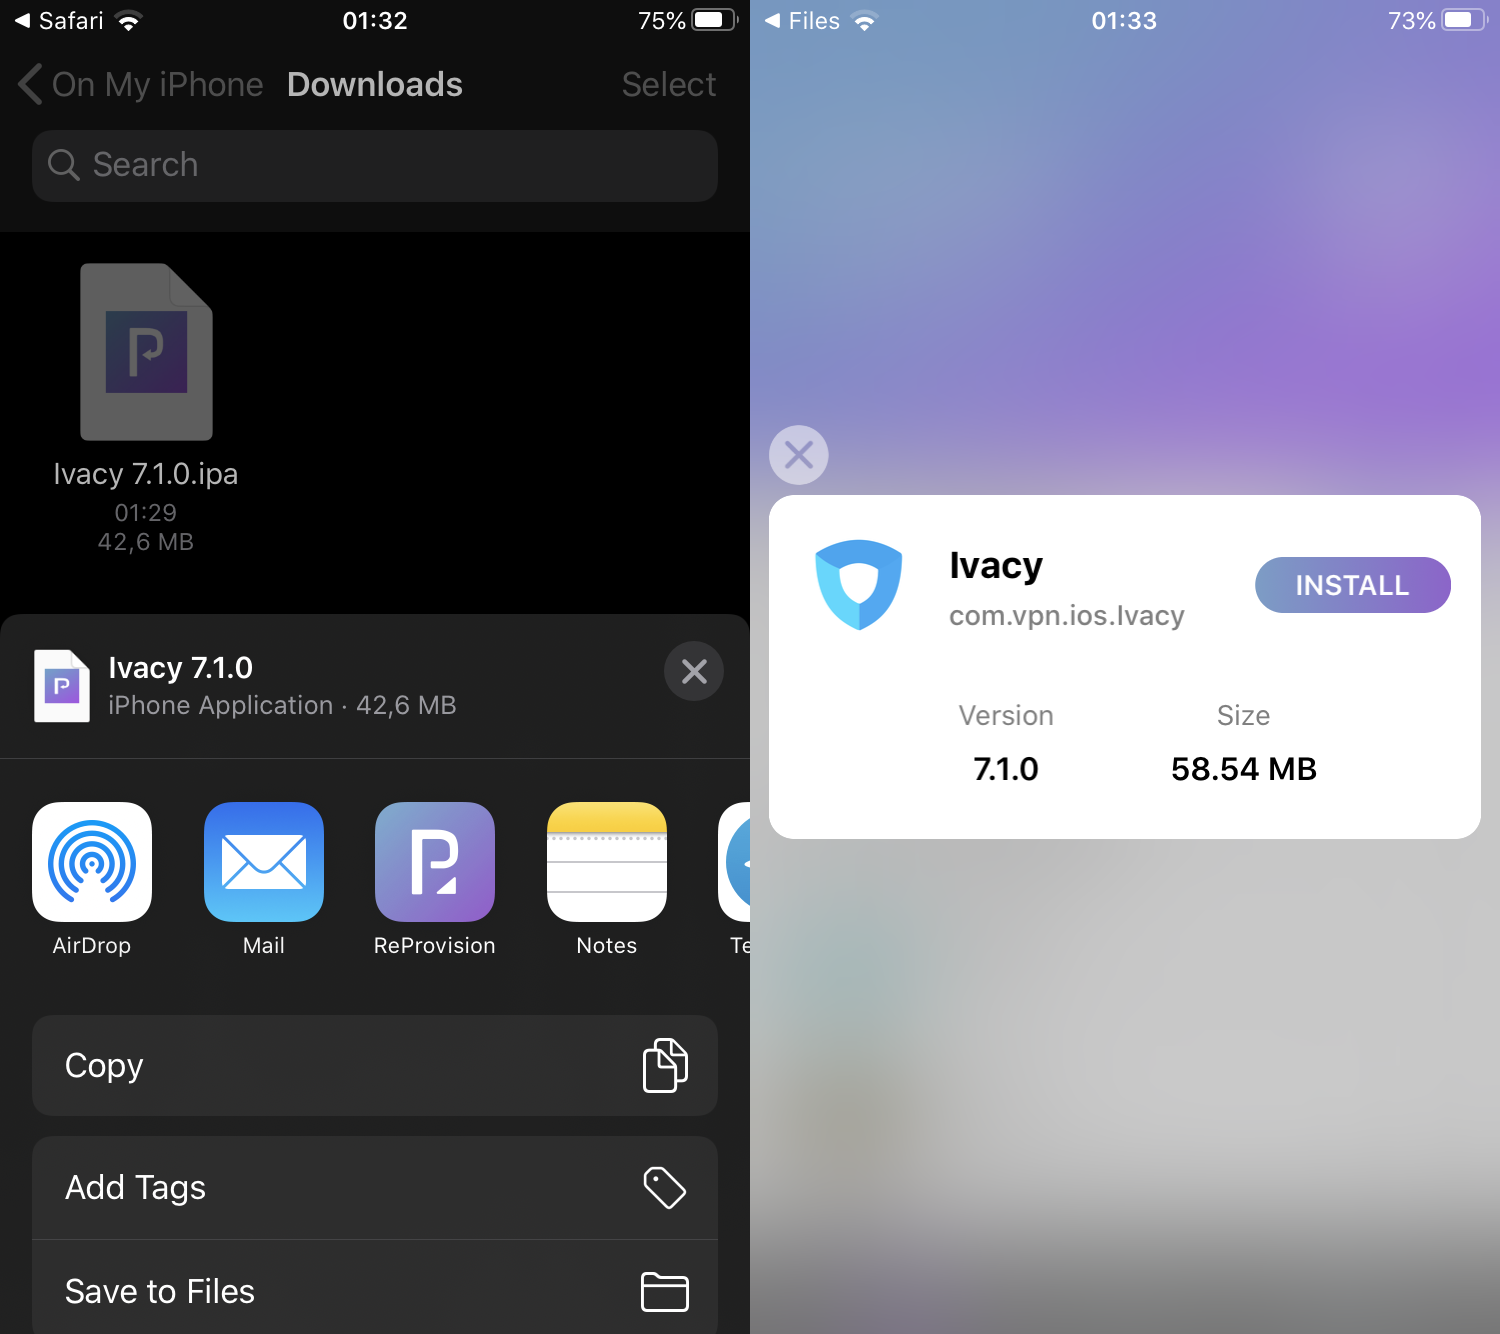 Safari
01:32
75%
On My iPhone
Downloads
Select
Search
Ivacy 7.1.0.ipa
01:29
42,6 MB
Ivacy 7.1.0
iPhone Application · 42,6 MB
AirDrop
Mail
ReProvision
Notes
Te
Copy
Add Tags
Save to Files
Files
01:33
73%
Ivacy
com.vpn.ios.Ivacy
INSTALL
Version
Size
7.1.0
58.54 MB